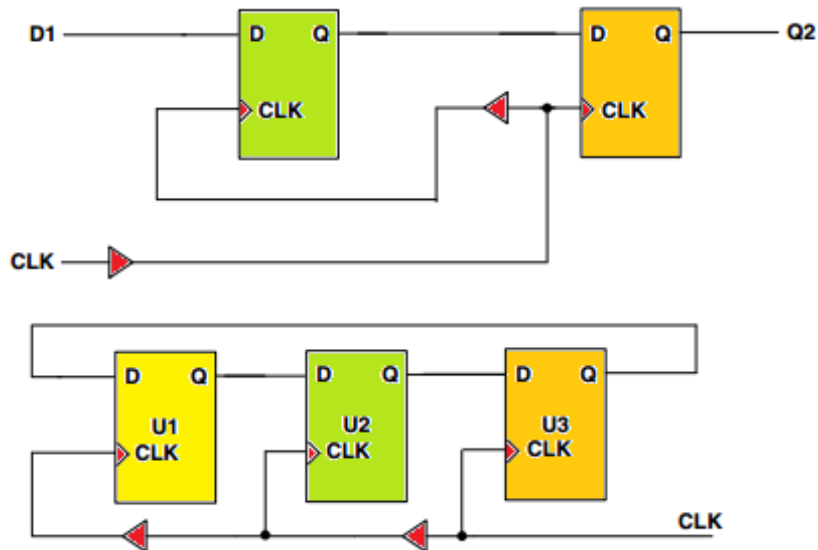 D1 D Q D Q Q2
CLK CLK
CLK
D Q D Q D Q
U1 U2 U3
CLK CLK CLK
CLK